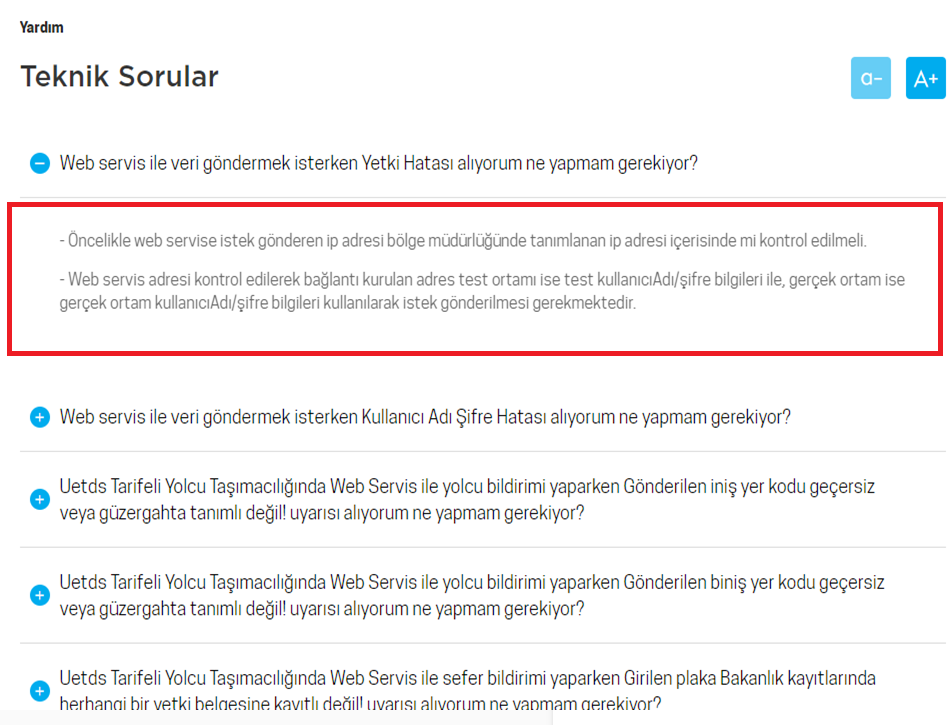 Yardım
Teknik Sorular
a-
A+
Web servis ile veri göndermek isterken Yetki Hatası alıyorum ne yapmam gerekiyor?
- Öncelikle web servise istek gönderen ip adresi bölge müdürlüğünde tanımlanan ip adresi içerisinde mi kontrol edilmeli.
- Web servis adresi kontrol edilerek bağlantı kurulan adres test ortamı ise test kullanıcıAdı/şifre bilgileri ile, gerçek ortam ise
gerçek ortam kullanıcıAdı/şifre bilgileri kullanılarak istek gönderilmesi gerekmektedir.
Web servis ile veri göndermek isterken Kullanıcı Adı Şifre Hatası alıyorum ne yapmam gerekiyor?
Uetds Tarifeli Yolcu Taşımacılığında Web Servis ile yolcu bildirimi yaparken Gönderilen iniş yer kodu geçersiz
veya güzergahta tanımlı değil! uyarısı alıyorum ne yapmam gerekiyor?
Uetds Tarifeli Yolcu Taşımacılığında Web Servis ile yolcu bildirimi yaparken Gönderilen biniş yer kodu geçersiz
veya güzergahta tanımlı değil! uyarısı alıyorum ne yapmam gerekiyor?
Uetds Tarifeli Yolcu Taşımacılığında Web Servis ile sefer bildirimi yaparken Girilen plaka Bakanlık kayıtlarında
herhangi bir yetki belgesine kayıtlı değil! uyarısı alıyorum ne yapmam gerekiyor?